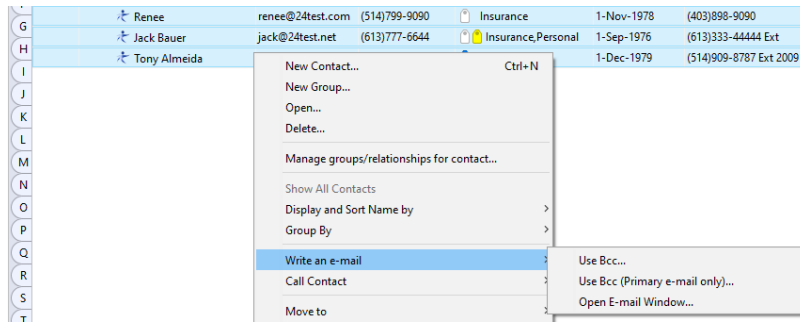 G
H
I
J
K
L
M
N
O
P
Q
R
S
T
Renee renee@24test.com (514)799-9090 Insurance 1-Nov-1978 (403)898-9090
Jack Bauer jack@24test.net (613)777-6644 Insurance,Personal 1-Sep-1976 (613)333-44444 Ext
Tony Almeida 1-Dec-1979 (514)909-8787 Ext 2009
New Contact... Ctrl+N
New Group...
Open...
Delete...
Manage groups/relationships for contact...
Show All Contacts
Display and Sort Name by
Group By
Write an e-mail
Call Contact
Move to
Use Bcc...
Use Bcc (Primary e-mail only)...
Open E-mail Window...